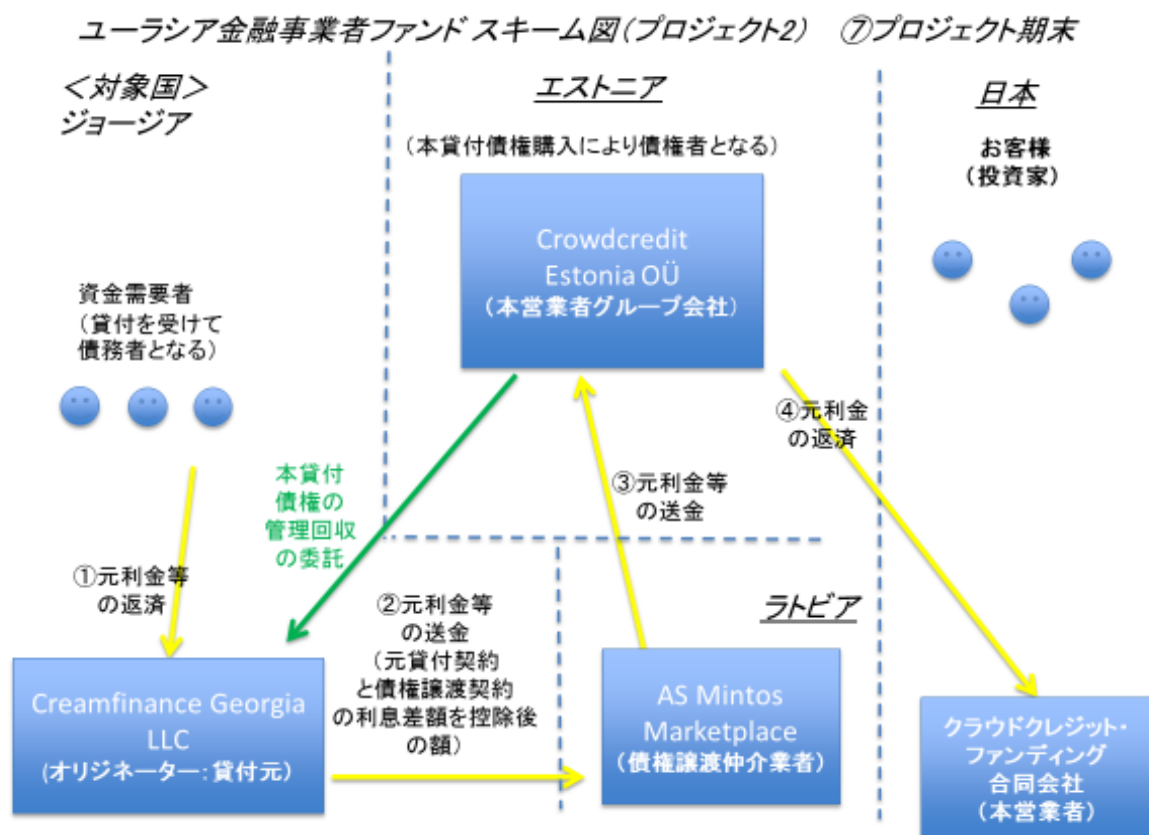 ユーラシア金融事業者ファンド スキーム図(プロジェクト2) ⑦プロジェクト期末
＜対象国＞
ジョージア
エストニア
日本
(本貸付債権購入により債権者となる)
お客様
(投資家)
Crowdcredit
Estonia OÜ
(本営業者グループ会社)
資金需要者
(貸付を受けて
債務者となる)
④元利金
の返済
本貸付
債権の
管理回収
の委託
③元利金等
の送金
①元利金等
の返済
②元利金等
の送金
(元貸付契約
と債権譲渡契約
の利息差額を控除後
の額)
ラトビア
Creamfinance Georgia
LLC
(オリジネーター：貸付元)
AS Mintos
Marketplace
(債権譲渡仲介業者)
クラウドクレジット・
ファンディング
合同会社
(本営業者)